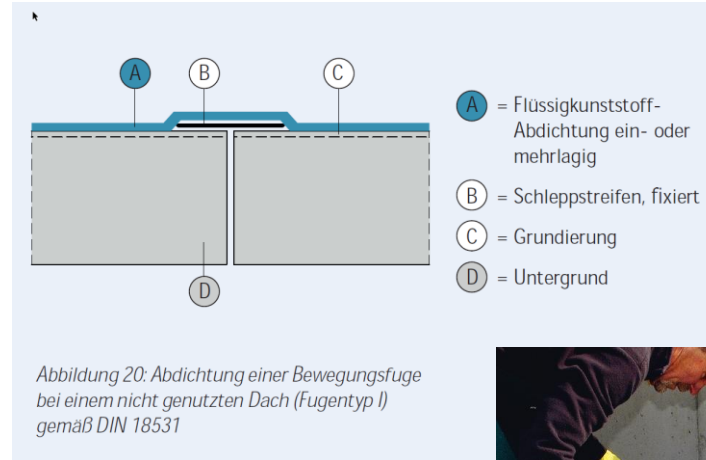 A
B
C
D
A = Flüssigkunststoff-
Abdichtung ein- oder
mehrlagig
B = Schleppstreifen, fixiert
C = Grundierung
D = Untergrund
Abbildung 20: Abdichtung einer Bewegungsfuge
bei einem nicht genutzten Dach (Fugentyp I)
gemäß DIN 18531